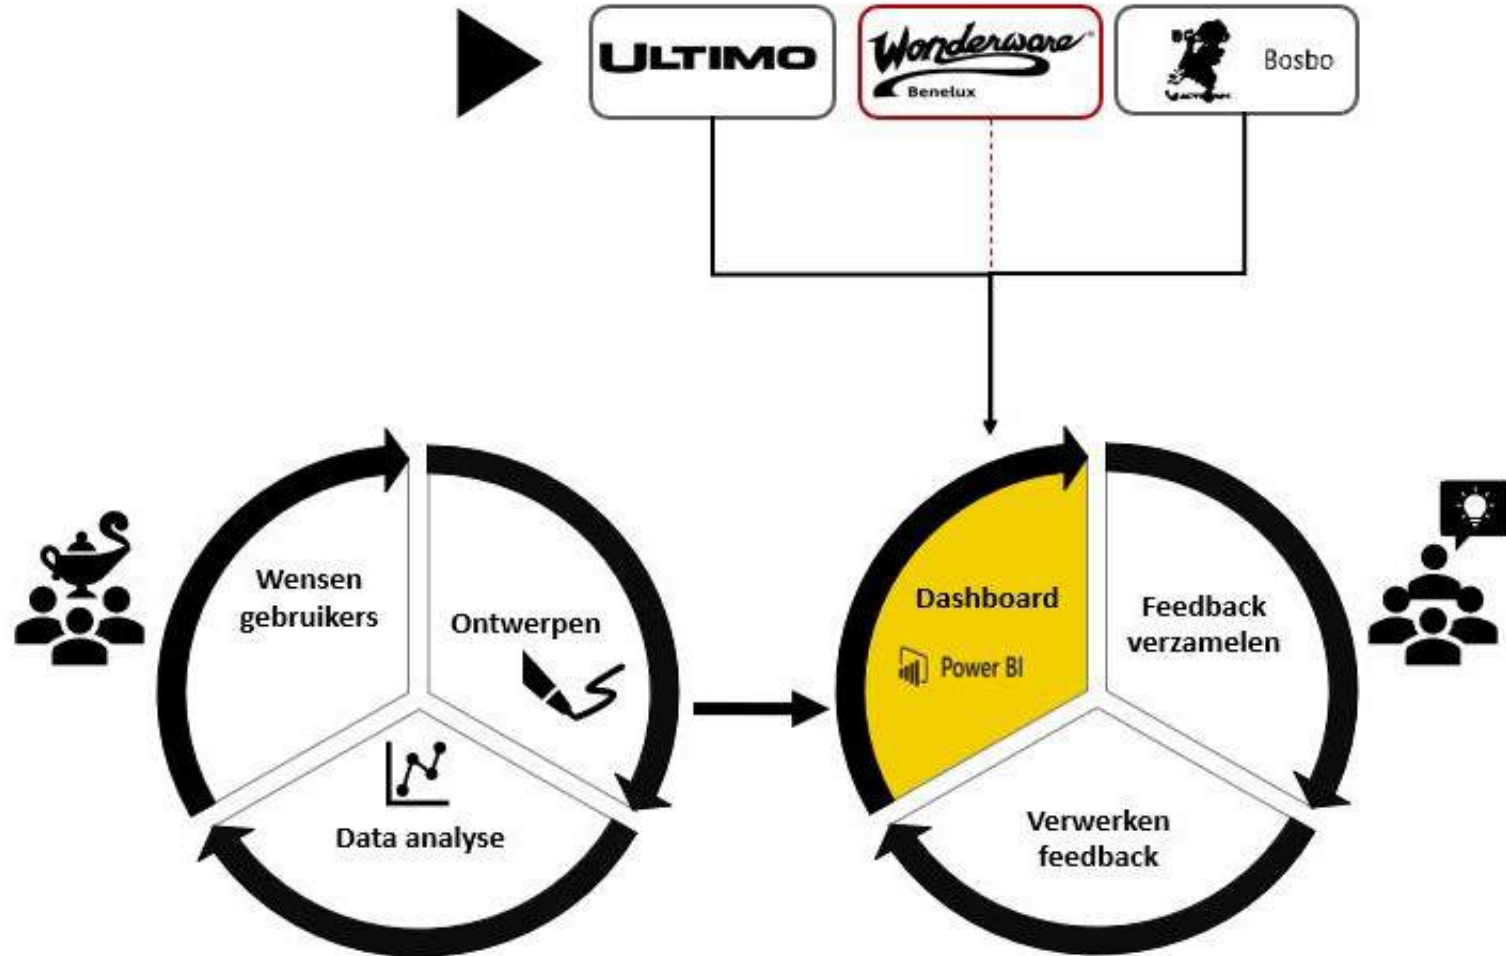 ULTIMO
Wonderware
Benelux
Bosbo
Wensen
gebruikers
Ontwerpen
Data analyse
Dashboard
Power BI
Feedback
verzamelen
Verwerken
feedback